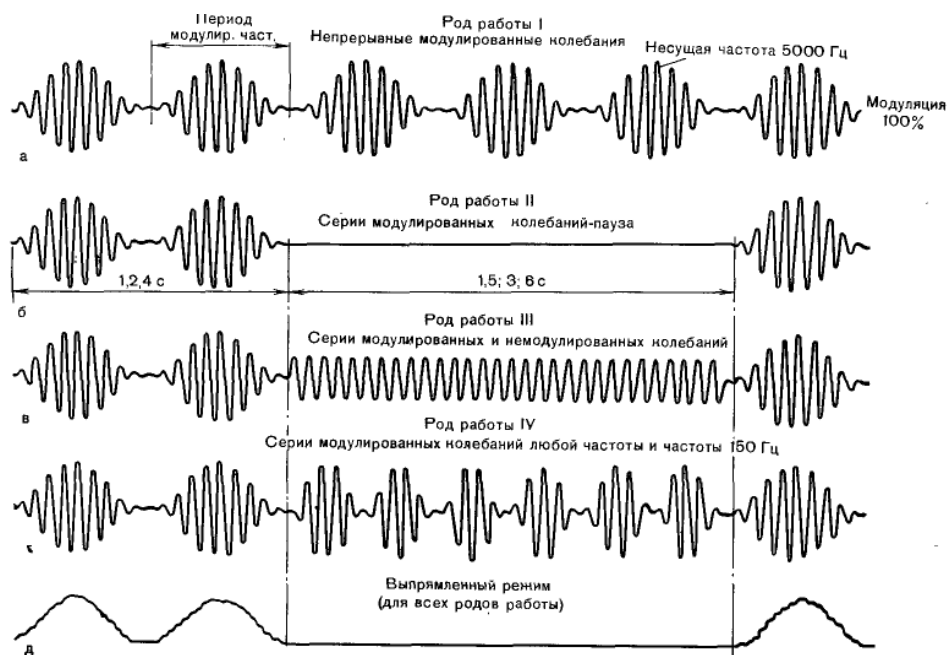 Период
модулир. част.
Род работы I
Непрерывные модулированные колебания
Несущая частота 5000 Гц
Модуляция
100%
а
Род работы II
Серии модулированных колебаний-пауза
1,2,4 с
1,5; 3; 6 с
б
Род работы III
Серии модулированных и немодулированных колебаний
в
Род работы IV
Серии модулированных колебаний любой частоты и частоты 150 Гц
Выпрямленный режим
(для всех родов работы)
д